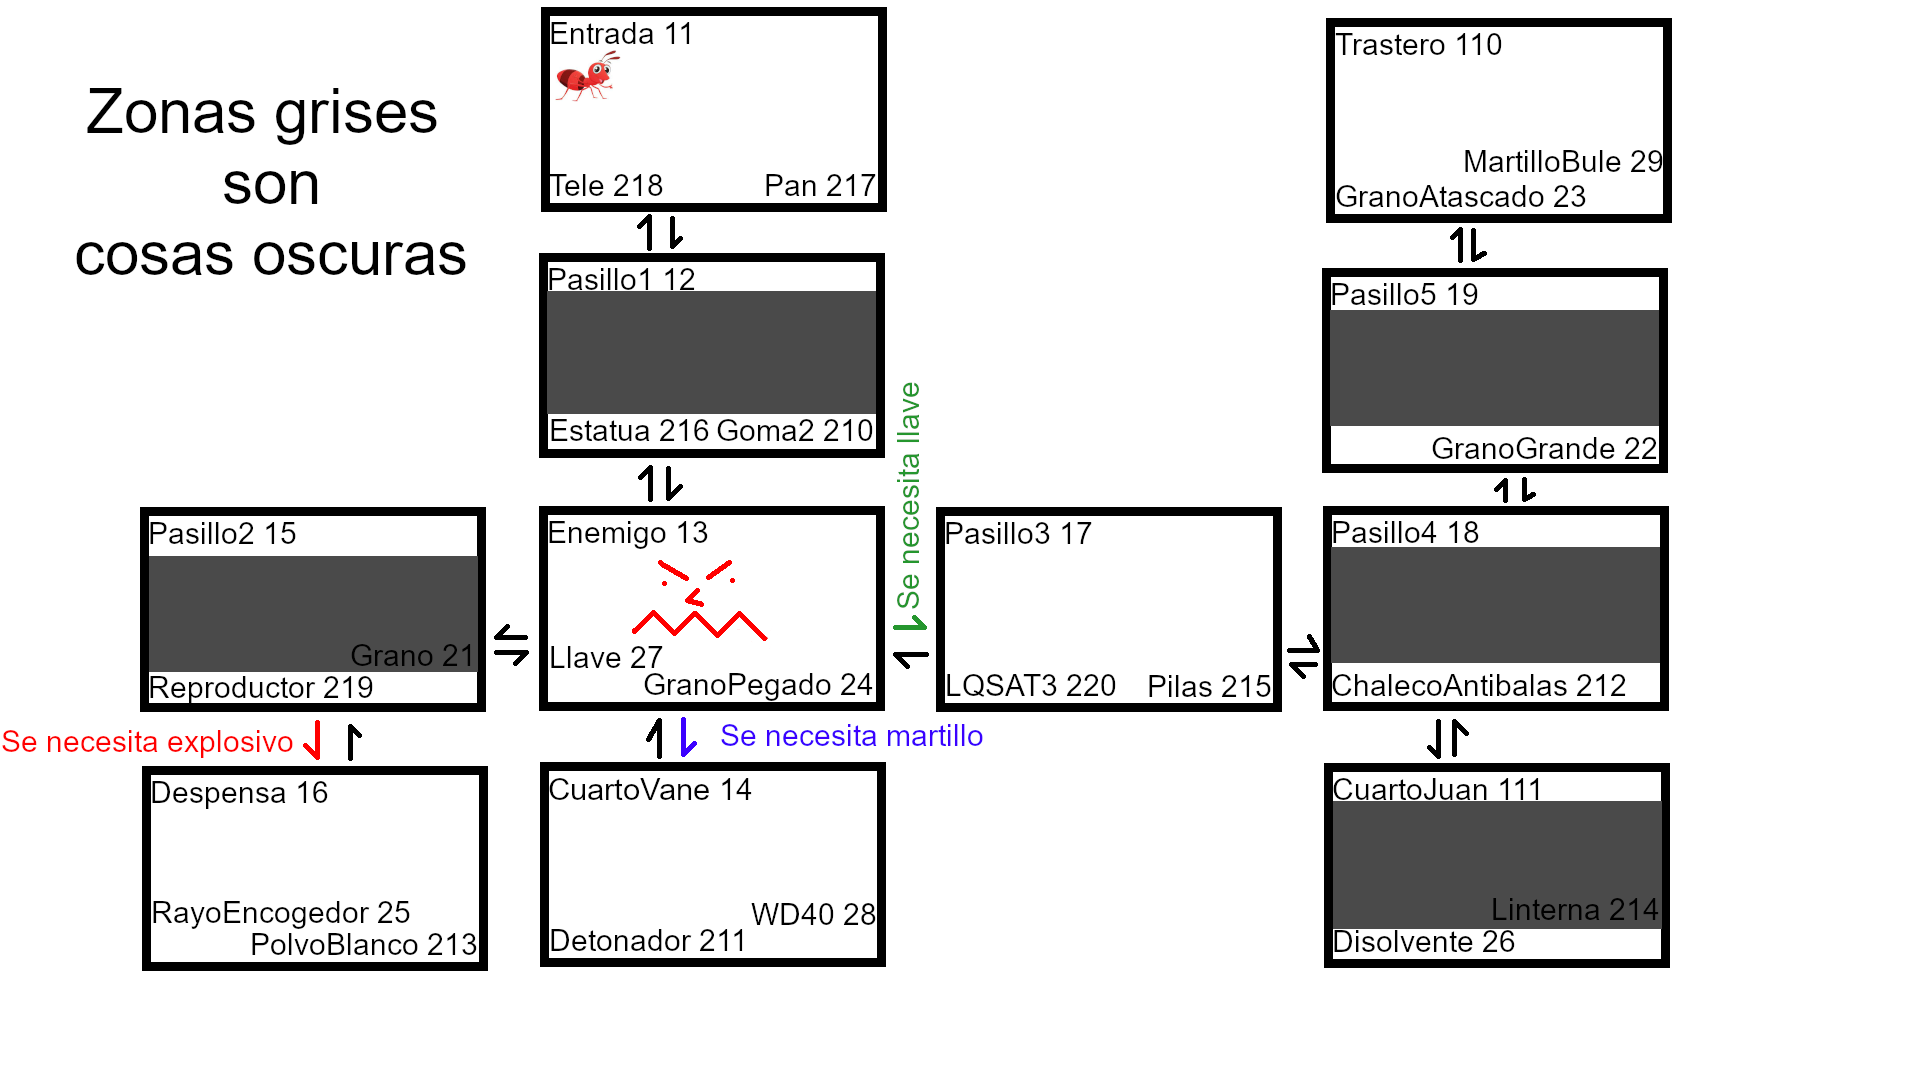 Zonas grises
son
cosas oscuras
Entrada 11
Tele 218
Pan 217
Trastero 110
MartilloBule 29
GranoAtascado 23
Pasillo1 12
Estatua 216
Goma2 210
Pasillo5 19
GranoGrande 22
Se necesita llave
Pasillo2 15
Grano 21
Reproductor 219
Enemigo 13
Llave 27
GranoPegado 24
Pasillo3 17
LQSAT3 220
Pilas 215
Pasillo4 18
ChalecoAntibalas 212
Se necesita explosivo
Se necesita martillo
Despensa 16
RayoEncogedor 25
PolvoBlanco 213
CuartoVane 14
WD40 28
Detonador 211
CuartoJuan 111
Linterna 214
Disolvente 26